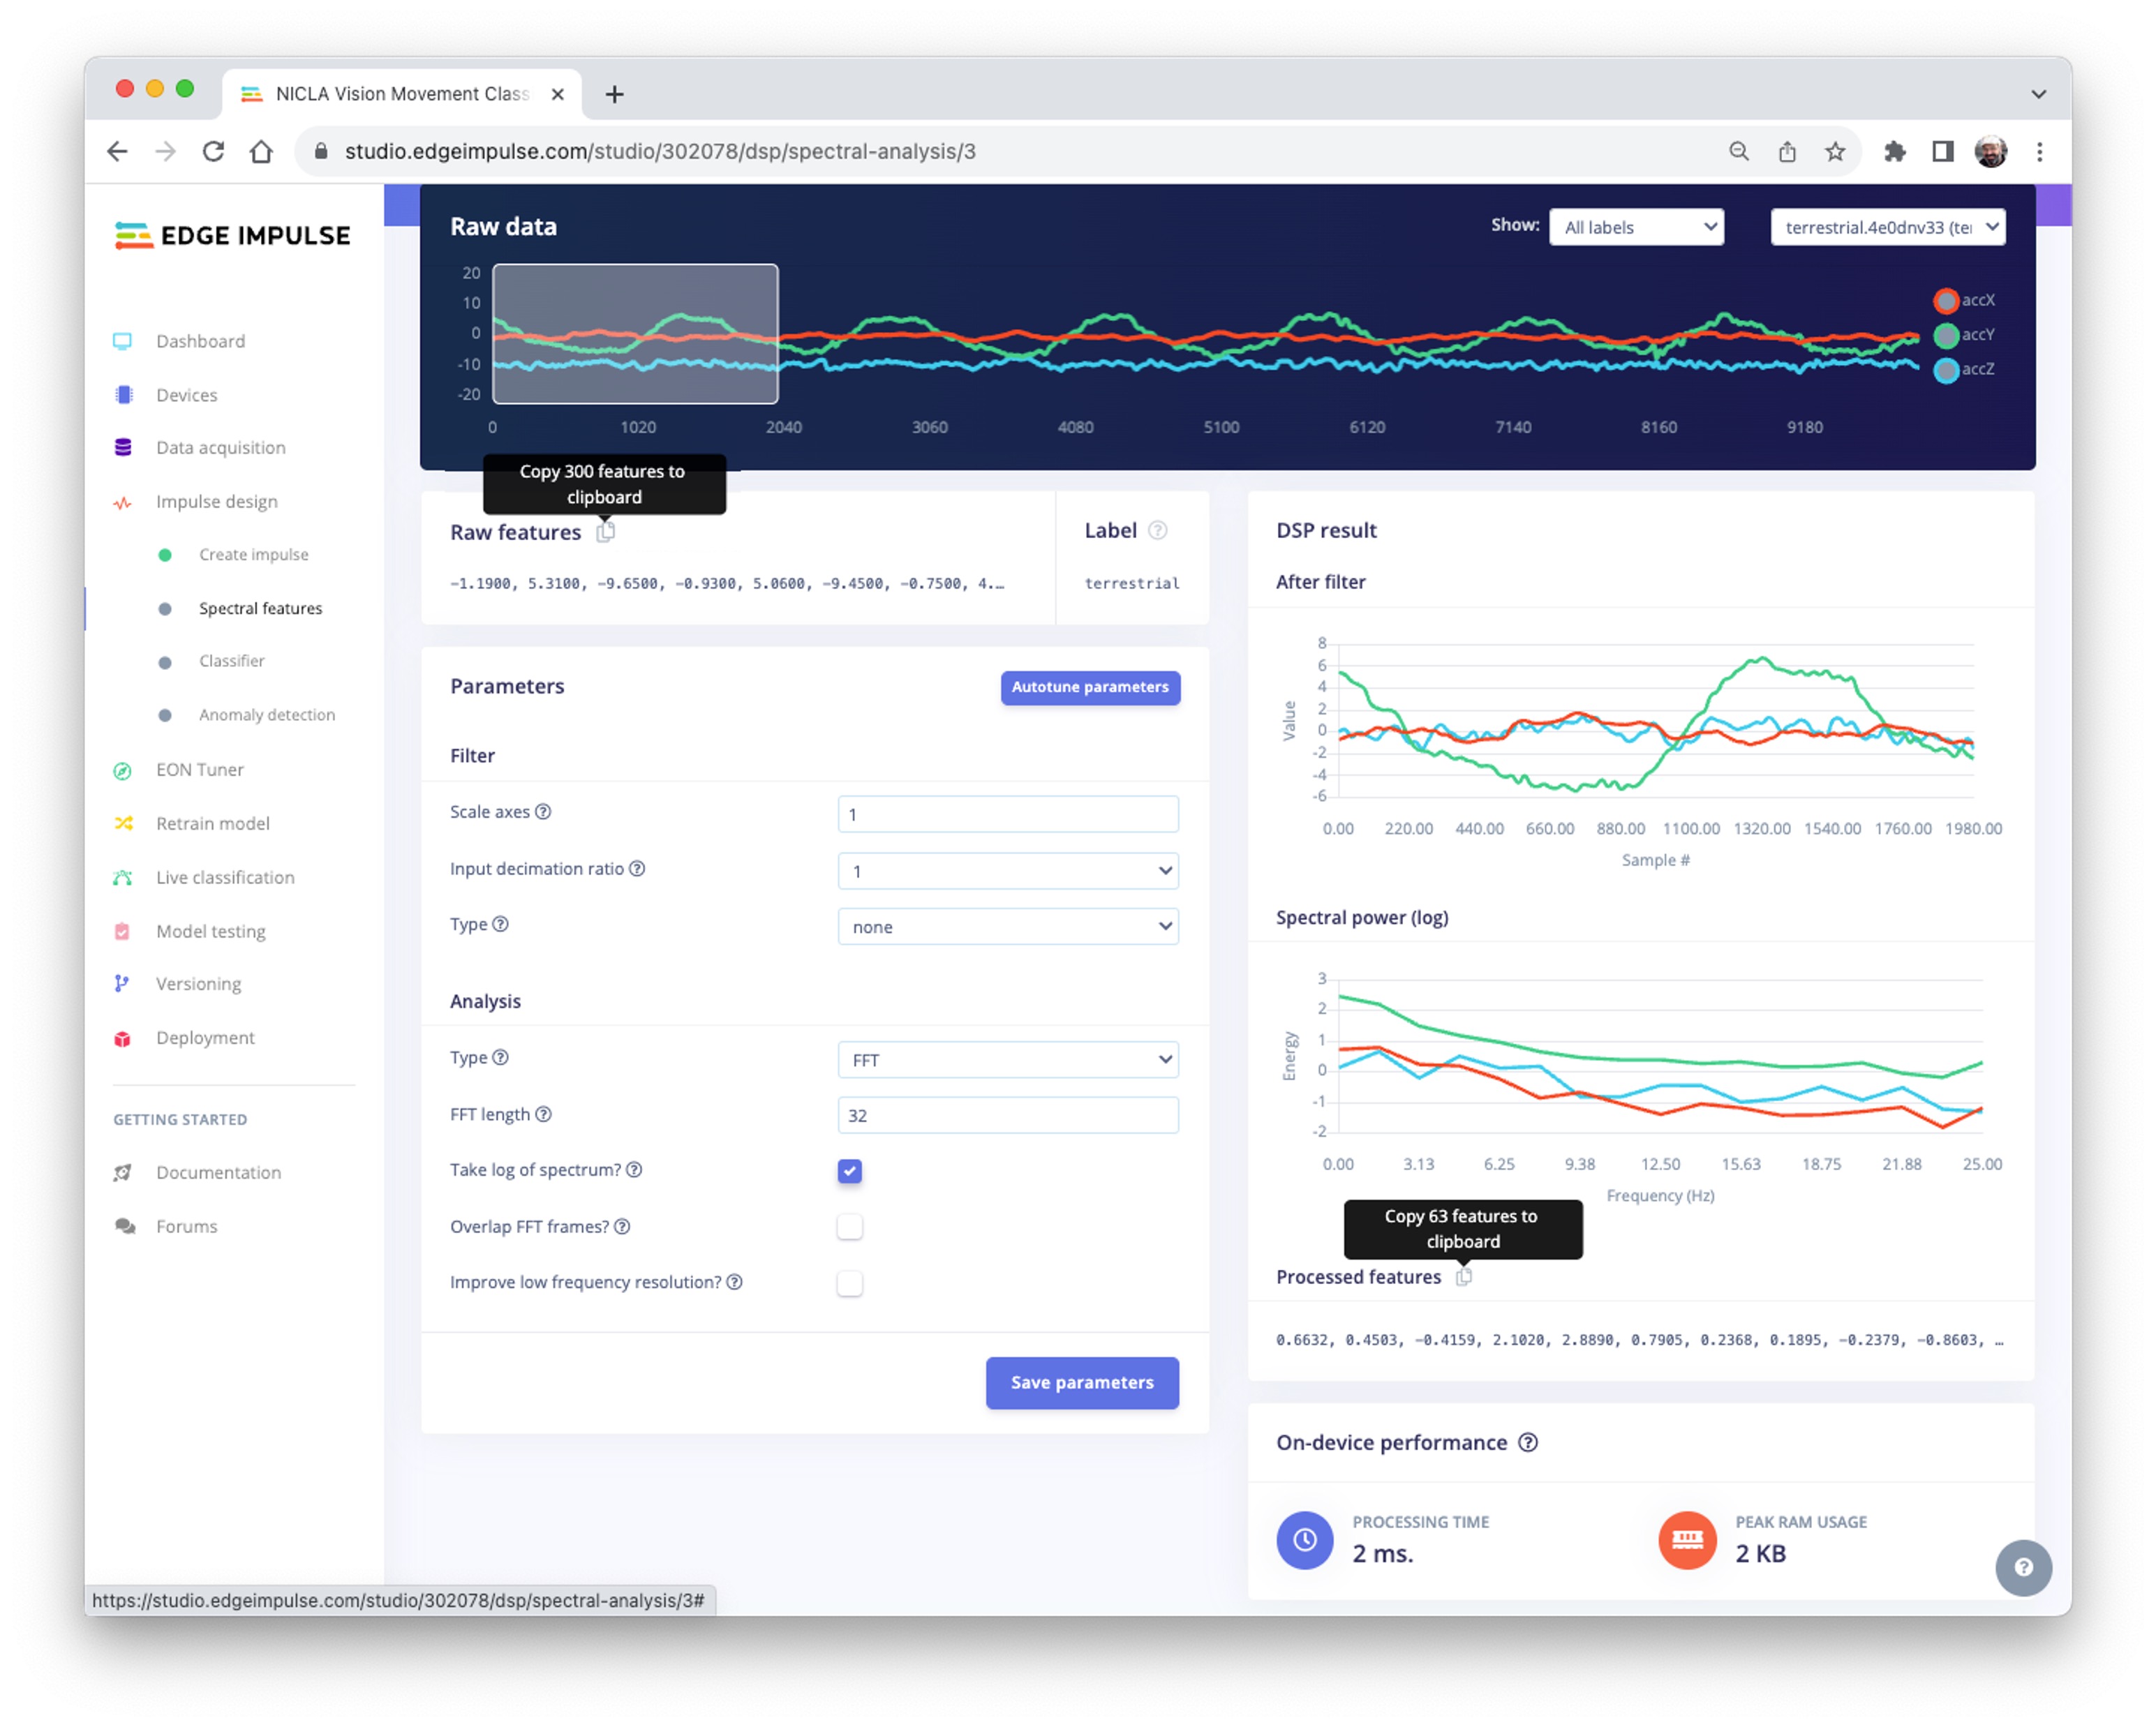 NICLA Vision Movement Class
studio.edgeimpulse.com/studio/302078/dsp/spectral-analysis/3
EDGE IMPULSE
Dashboard
Devices
Data acquisition
Impulse design
Create impulse
Spectral features
Classifier
Anomaly detection
EON Tuner
Retrain model
Live classification
Model testing
Versioning
Deployment
GETTING STARTED
Documentation
Forums
Raw data
Show: All labels terrestrial.4e0dnv33 (te
20
10
0
-10
-20
accX
accY
accZ
0 1020 2040 3060 4080 5100 6120 7140 8160 9180
Copy 300 features to
clipboard
Raw features
-1.1900, 5.3100, -9.6500, -0.9300, 5.0600, -9.4500, -0.7500, 4.…
Label
terrestrial
Parameters
Autotune parameters
Filter
Scale axes 1
Input decimation ratio 1
Type none
Analysis
Type FFT
FFT length 32
Take log of spectrum?
Overlap FFT frames?
Improve low frequency resolution?
Save parameters
DSP result
After filter
8
6
4
2
0
-2
-4
-6
Value
0.00 220.00 440.00 660.00 880.00 1100.00 1320.00 1540.00 1760.00 1980.00
Sample #
Spectral power (log)
3
2
1
0
-1
-2
Energy
0.00 3.13 6.25 9.38 12.50 15.63 18.75 21.88 25.00
Frequency (Hz)
Copy 63 features to
clipboard
Processed features
0.6632, 0.4503, -0.4159, 2.1020, 2.8890, 0.7905, 0.2368, 0.1895, -0.2379, -0.8603, …
On-device performance
PROCESSING TIME
2 ms.
PEAK RAM USAGE
2 KB
https://studio.edgeimpulse.com/studio/302078/dsp/spectral-analysis/3#